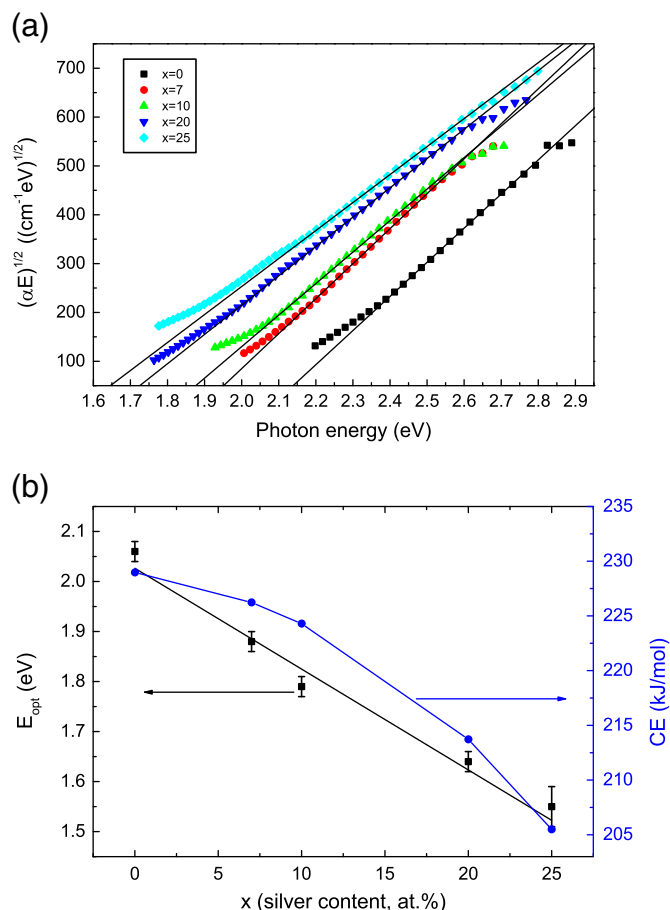 (a)
700
600
500
400
300
200
100
(αE)^1/2 ((cm^-1eV)^1/2)
x=0
x=7
x=10
x=20
x=25
1.6 1.7 1.8 1.9 2.0 2.1 2.2 2.3 2.4 2.5 2.6 2.7 2.8 2.9
Photon energy (eV)
(b)
2.1
2.0
1.9
1.8
1.7
1.6
1.5
E_opt (eV)
235
230
225
220
215
210
205
CE (kJ/mol)
0 5 10 15 20 25
x (silver content, at.%)